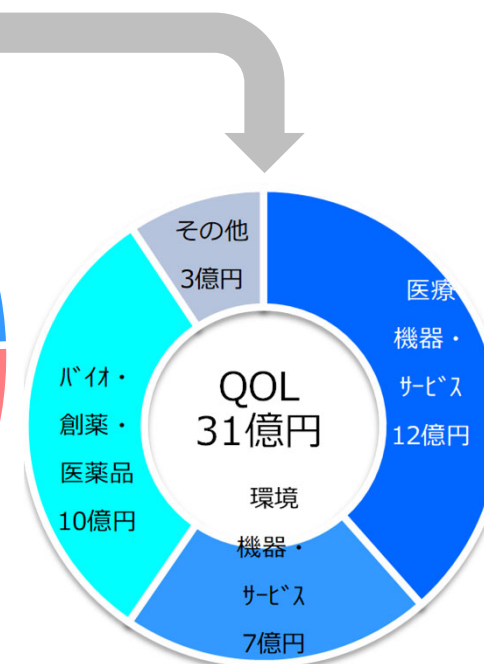 その他
3億円
医療
機器・
ｻｰﾋﾞｽ
12億円
ﾊﾞｲｵ・
創薬・
医薬品
10億円
QOL
31億円
環境
機器・
ｻｰﾋﾞｽ
7億円